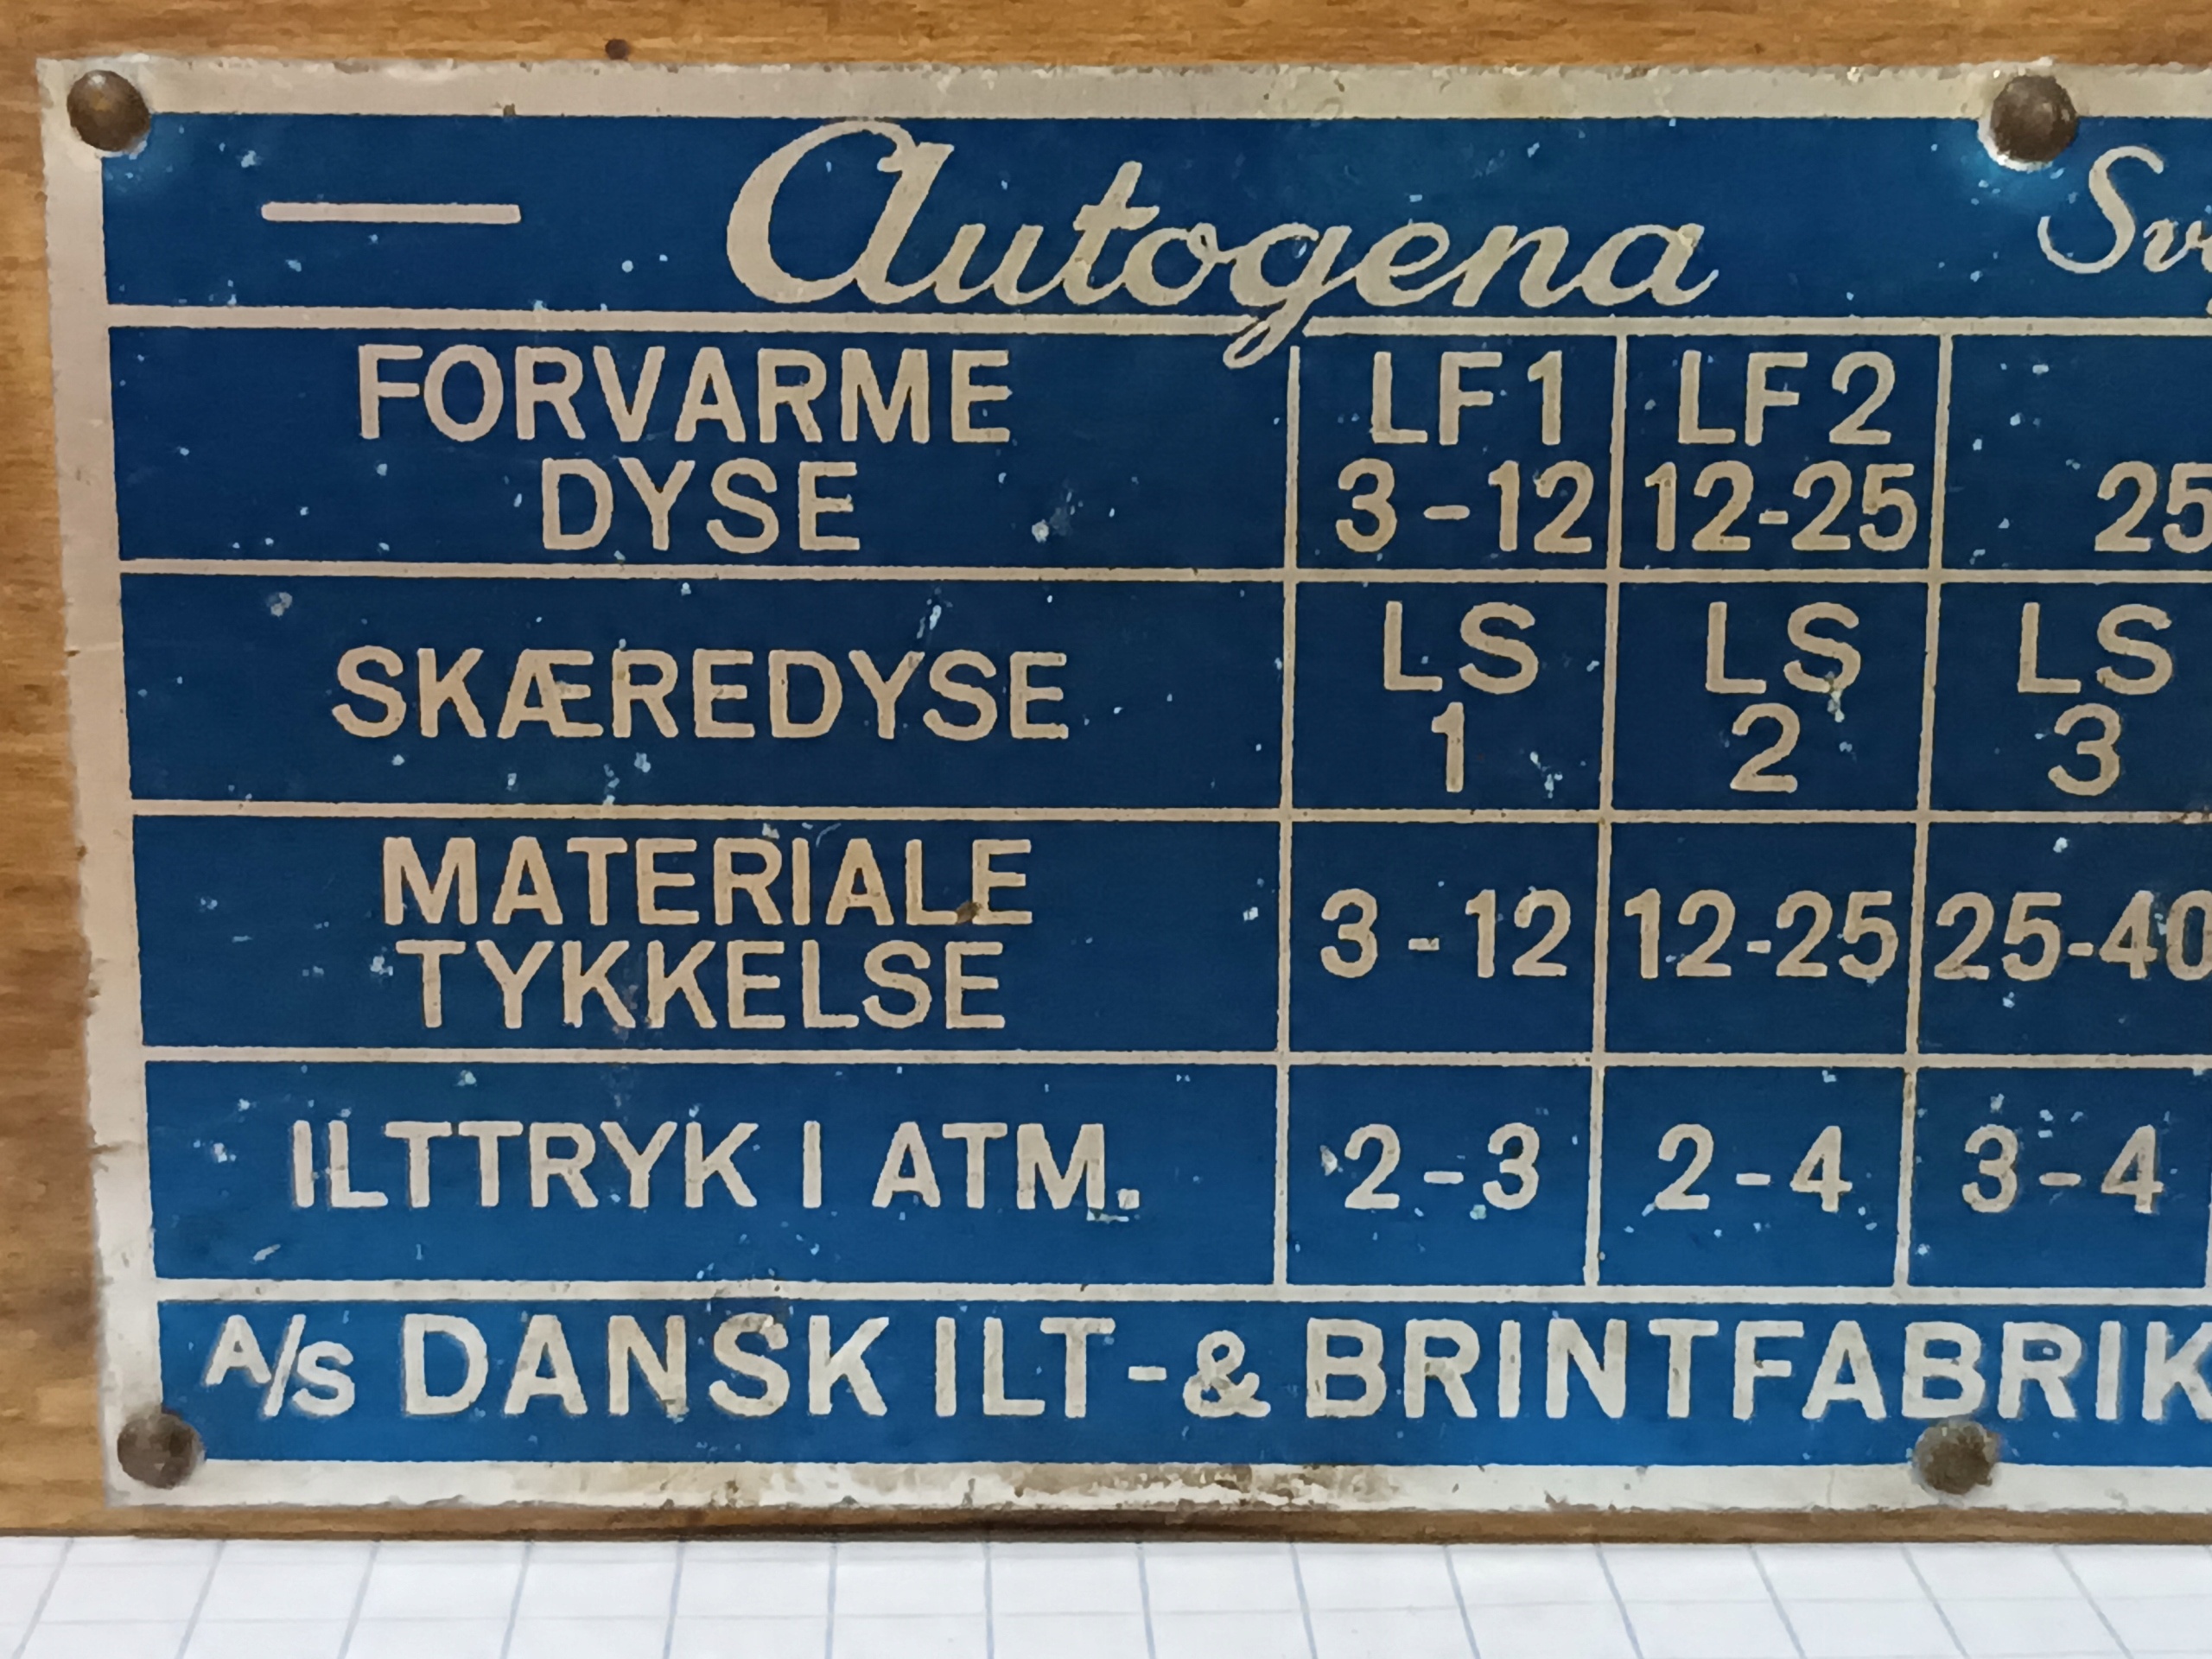 — Autogena
FORVARME DYSE LF 1 3-12 LF 2 12-25 25
SKÆREDYSE LS 1 LS 2 LS 3
MATERIALE TYKKELSE 3-12 12-25 25-40
ILTTRYK I ATM. 2-3 2-4 3-4
A/S DANSK ILT-& BRINTFABRIK